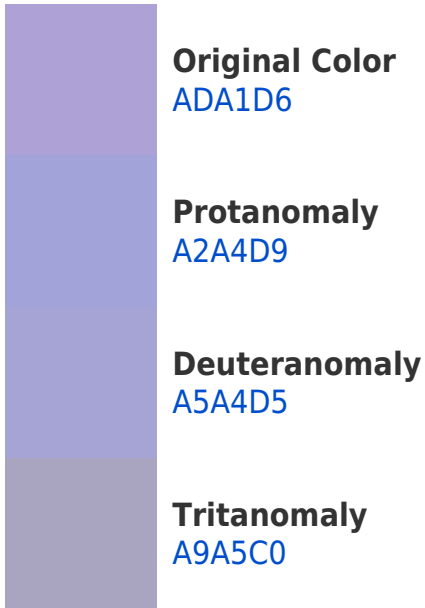 Original Color
ADA1D6
Protanomaly
A2A4D9
Deuteranomaly
A5A4D5
Tritanomaly
A9A5C0